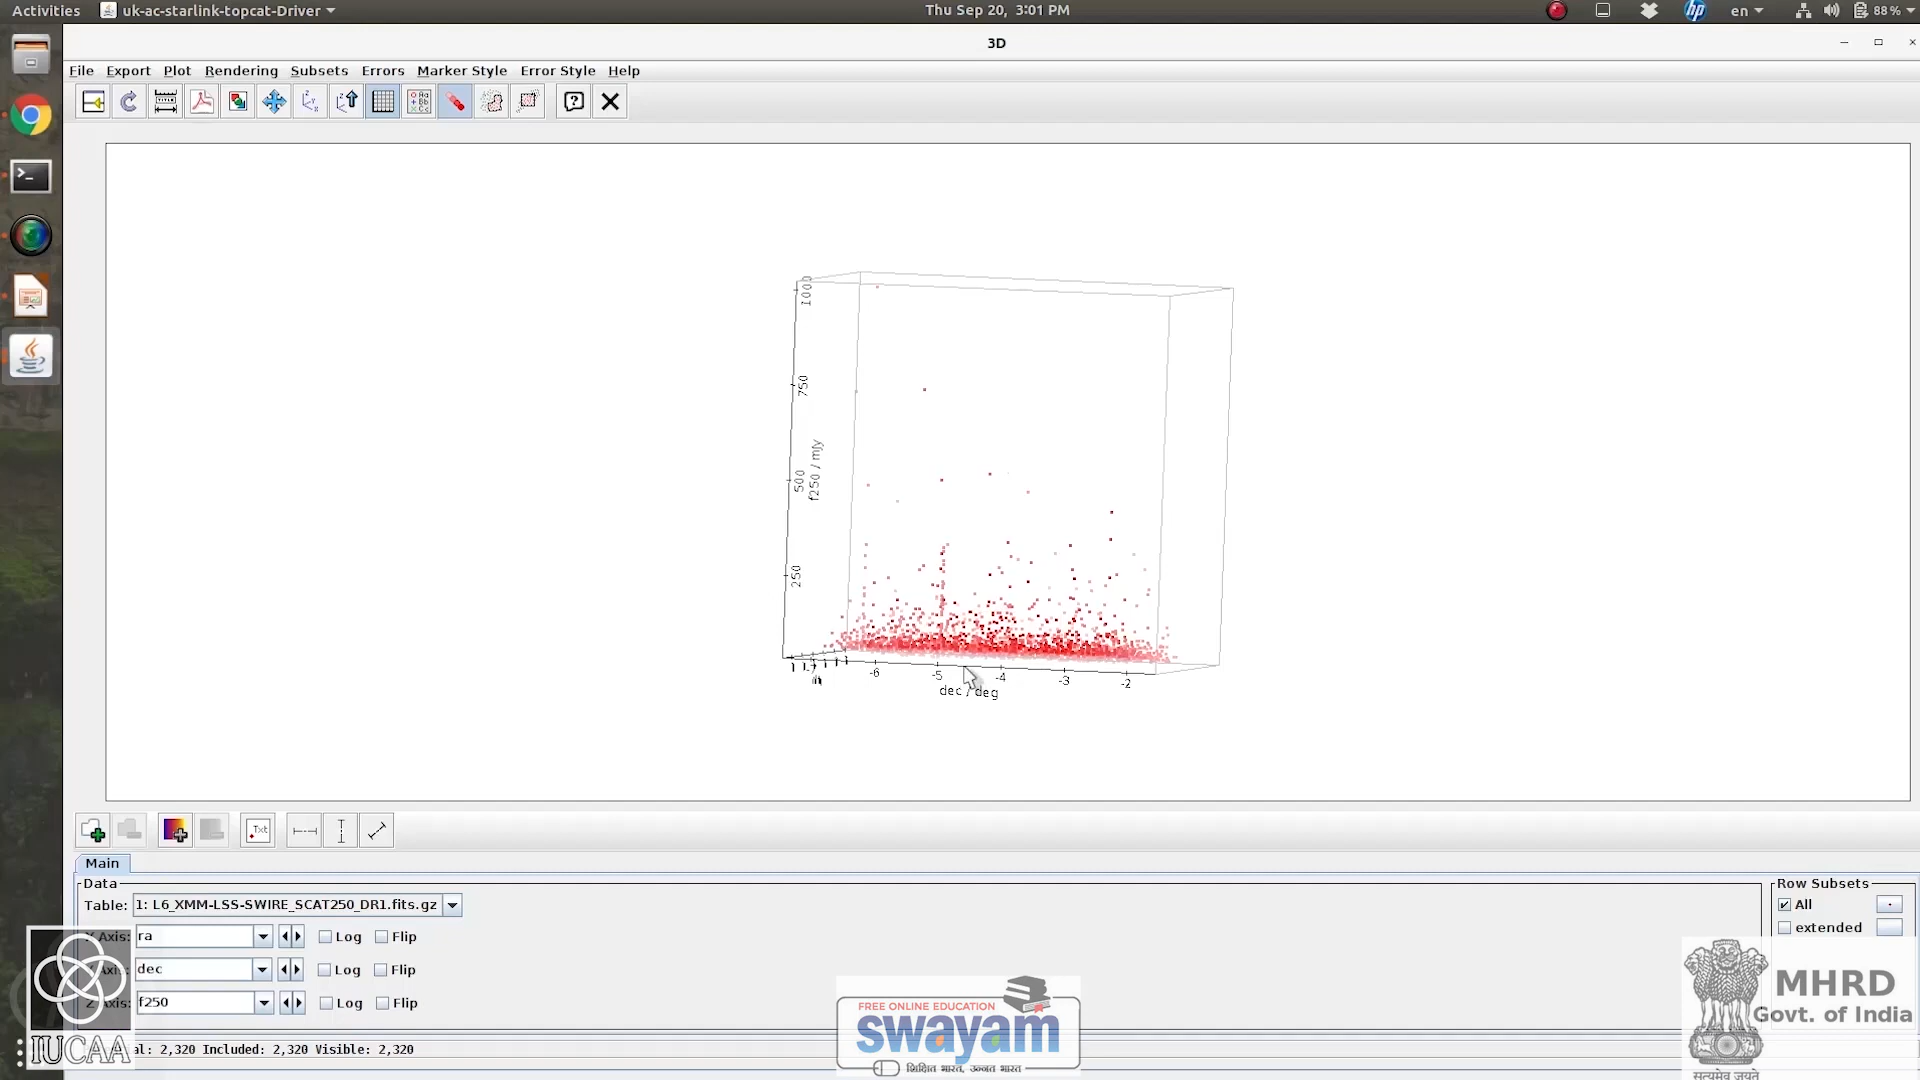 Activities
uk-ac-starlink-topcat-Driver
Thu Sep 20, 3:01 PM
hp
en
88 %
3D
File Export Plot Rendering Subsets Errors Marker Style Error Style Help
1000
750
500
250
f250 / mJy
-6
-5
-4
-3
-2
dec / deg
Main
Data
Table: 1: L6_XMM-LSS-SWIRE_SCAT250_DR1.fits.gz
Axis: ra Log Flip
Axis: dec Log Flip
Z Axis: f250 Log Flip
Row Subsets
All
extended
al: 2,320 Included: 2,320 Visible: 2,320
IUCAA
FREE ONLINE EDUCATION
swayam
शिक्षित भारत, उन्नत भारत
MHRD
Govt. of India
सत्यमेव जयते